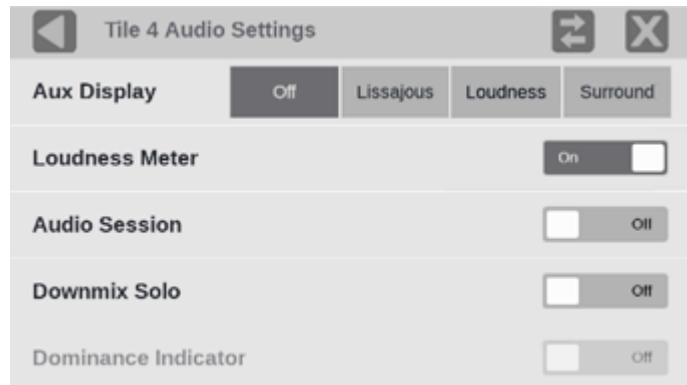 Tile 4 Audio Settings
Aux Display Off Lissajous Loudness Surround
Loudness Meter On
Audio Session Off
Downmix Solo Off
Dominance Indicator Off